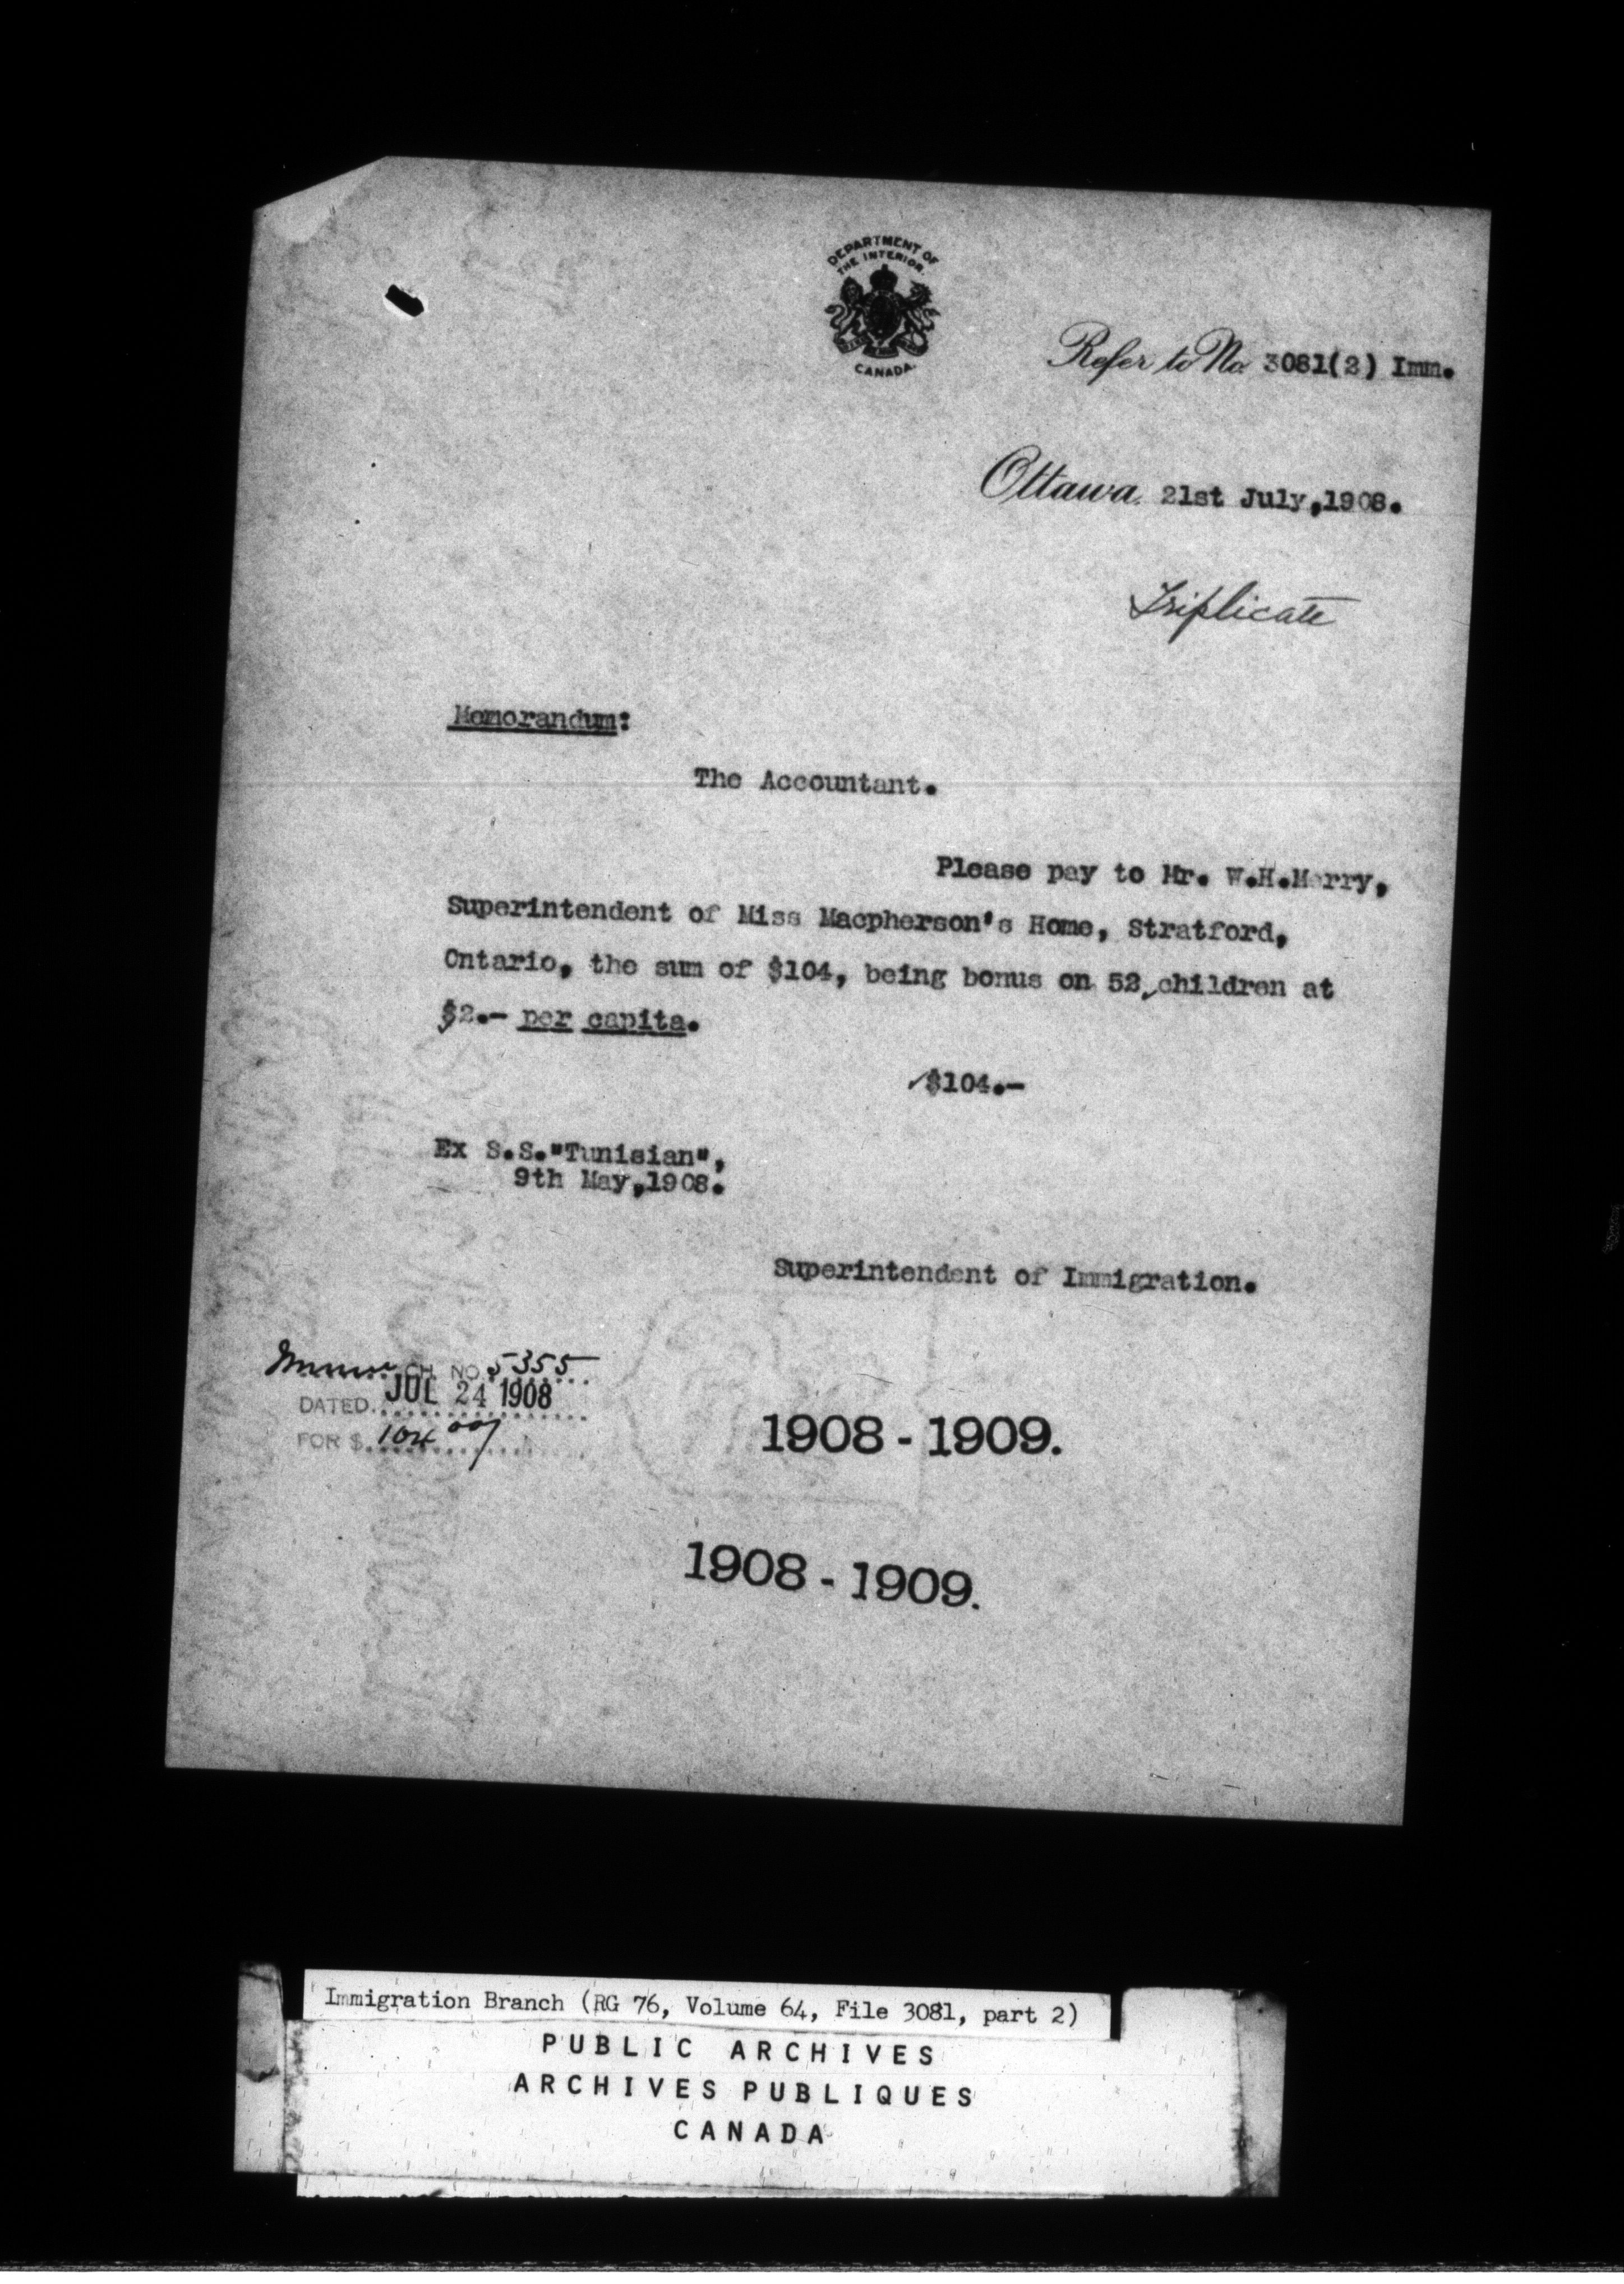 DEPARTMENT OF
THE INTERIOR.
CANADA.
Refer to No. 3081(2) Imm.
Ottawa, 21st July,1908.
Triplicate
Memorandum:
The Accountant.
Please pay to Mr. W.H.Merry,
Superintendent of Miss Macpherson's Home, Stratford,
Ontario, the sum of $104, being bonus on 52 children at
$2.- per capita.
$104.-
Ex S.S."Tunisian",
9th May,1908.
Superintendent of Immigration.
CH. NO. 5355
DATED. JUL 24 1908
FOR $ 104 00/
1908 - 1909.
1908 - 1909.
Immigration Branch (RG 76, Volume 64, File 3081, part 2)
PUBLIC ARCHIVES
ARCHIVES PUBLIQUES
CANADA